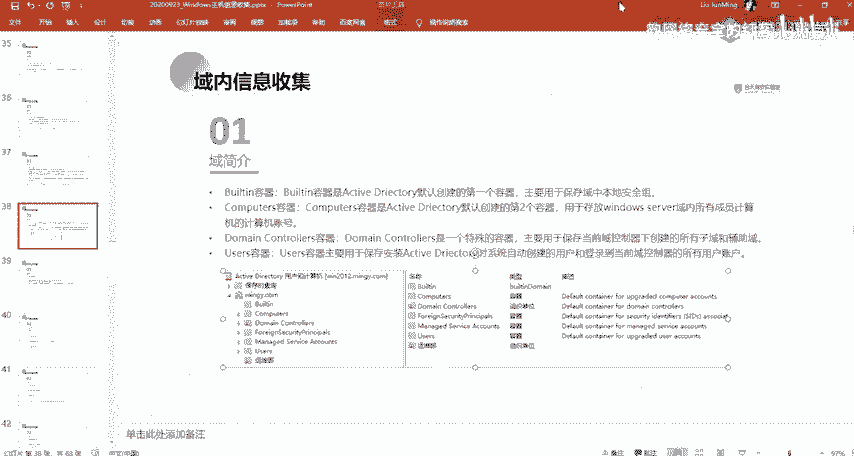 20200923_Windows主机信息收集.pptx - PowerPoint
Liu JunMing
文件
开始
插入
设计
切换
动画
幻灯片放映
审阅
视图
加载项
百度网盘
格式
操作说明搜索
域内信息收集
01
域简介
• Builtin容器：Builtin容器是Active Driectory默认创建的第一个容器，主要用于保存域中本地安全组。
• Computers容器：Computers容器是Active Driectory默认创建的第2个容器，用于存放windows server域内所有成员计算
机的计算机账号。
• Domain Controllers容器：Domain Controllers是一个特殊的容器，主要用于保存当前域控制器下创建的所有子域和辅助域。
• Users容器：Users容器主要用于保存安装Active Driectory时系统自动创建的用户和登录到当前域控制器的所有用户账户。
Active Directory 用户和计算机 [win2012.mingy.com]
保存的查询
mingy.com
Builtin
Computers
Domain Controllers
ForeignSecurityPrincipals
Managed Service Accounts
Users
名称 类型 描述
Builtin builtinDomain
Computers 容器 Default container for upgraded computer accounts
Domain Controllers 组织单位 Default container for domain controllers
ForeignSecurityPrincipals 容器 Default container for security identifiers (SIDs) associat
Managed Service Accounts 容器 Default container for managed service accounts
Users 容器 Default container for upgraded user accounts
组织单位
35
36
37
38
39
40
41
42
单击此处添加备注
备注
批注
97%